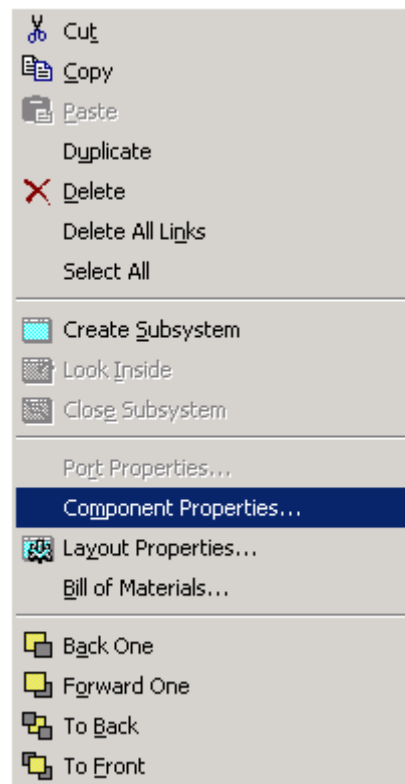 Cut
Copy
Paste
Duplicate
Delete
Delete All Links
Select All
Create Subsystem
Look Inside
Close Subsystem
Port Properties...
Component Properties...
Layout Properties...
Bill of Materials...
Back One
Forward One
To Back
To Front